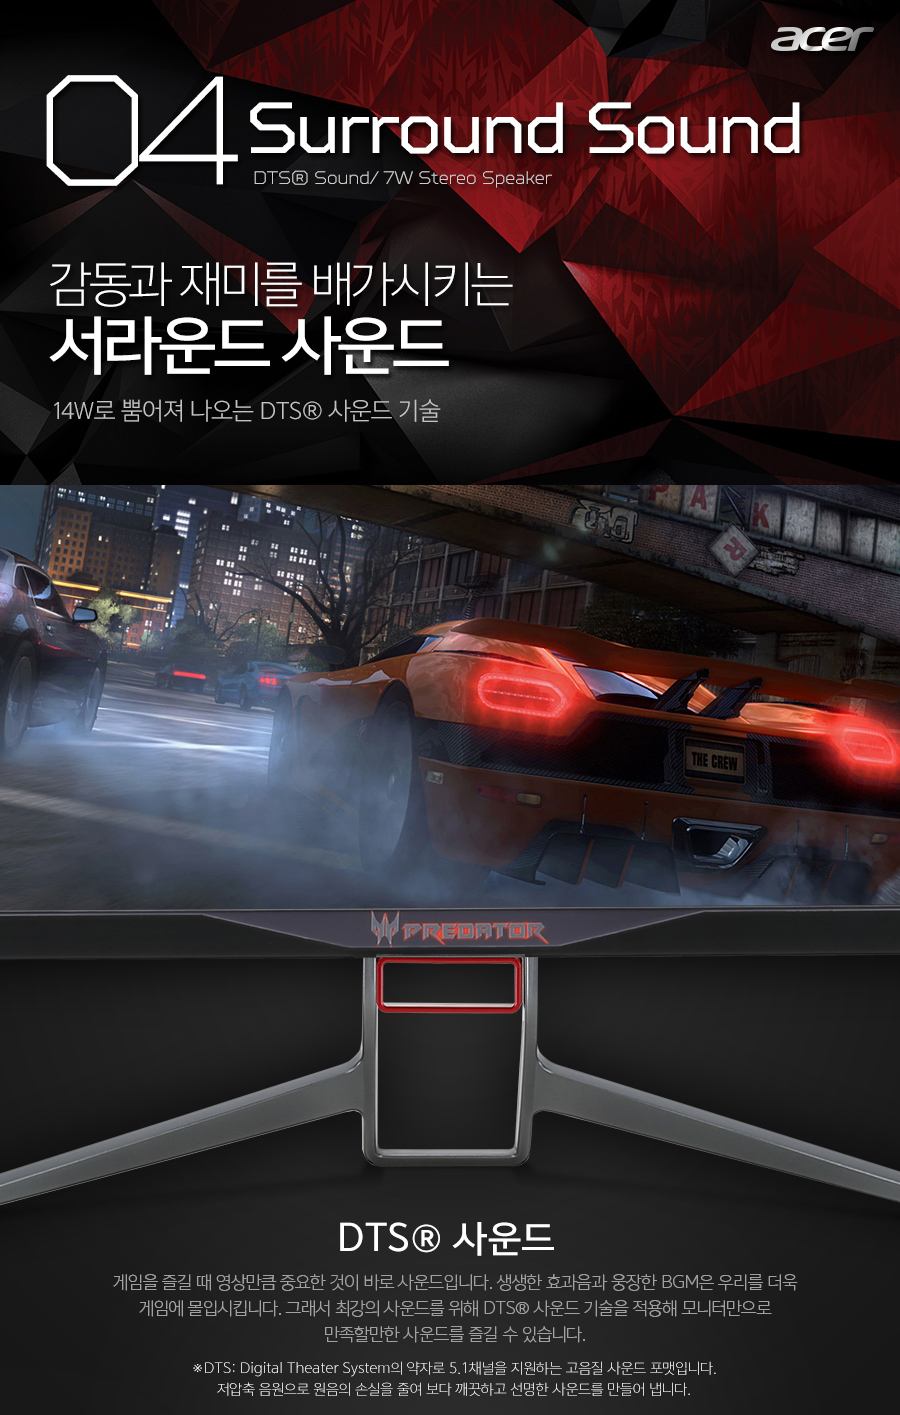 acer
04 Surround Sound
DTS® Sound/ 7W Stereo Speaker
감동과 재미를 배가시키는
서라운드 사운드
14W로 뿜어져 나오는 DTS® 사운드 기술
P A R K
THE CREW
PREDATOR
DTS® 사운드
게임을 즐길 때 영상만큼 중요한 것이 바로 사운드입니다. 생생한 효과음과 웅장한 BGM은 우리를 더욱
게임에 몰입시킵니다. 그래서 최강의 사운드를 위해 DTS® 사운드 기술을 적용해 모니터만으로
만족할만한 사운드를 즐길 수 있습니다.
※DTS: Digital Theater System의 약자로 5.1채널을 지원하는 고음질 사운드 포맷입니다.
저압축 음원으로 원음의 손실을 줄여 보다 깨끗하고 선명한 사운드를 만들어 냅니다.